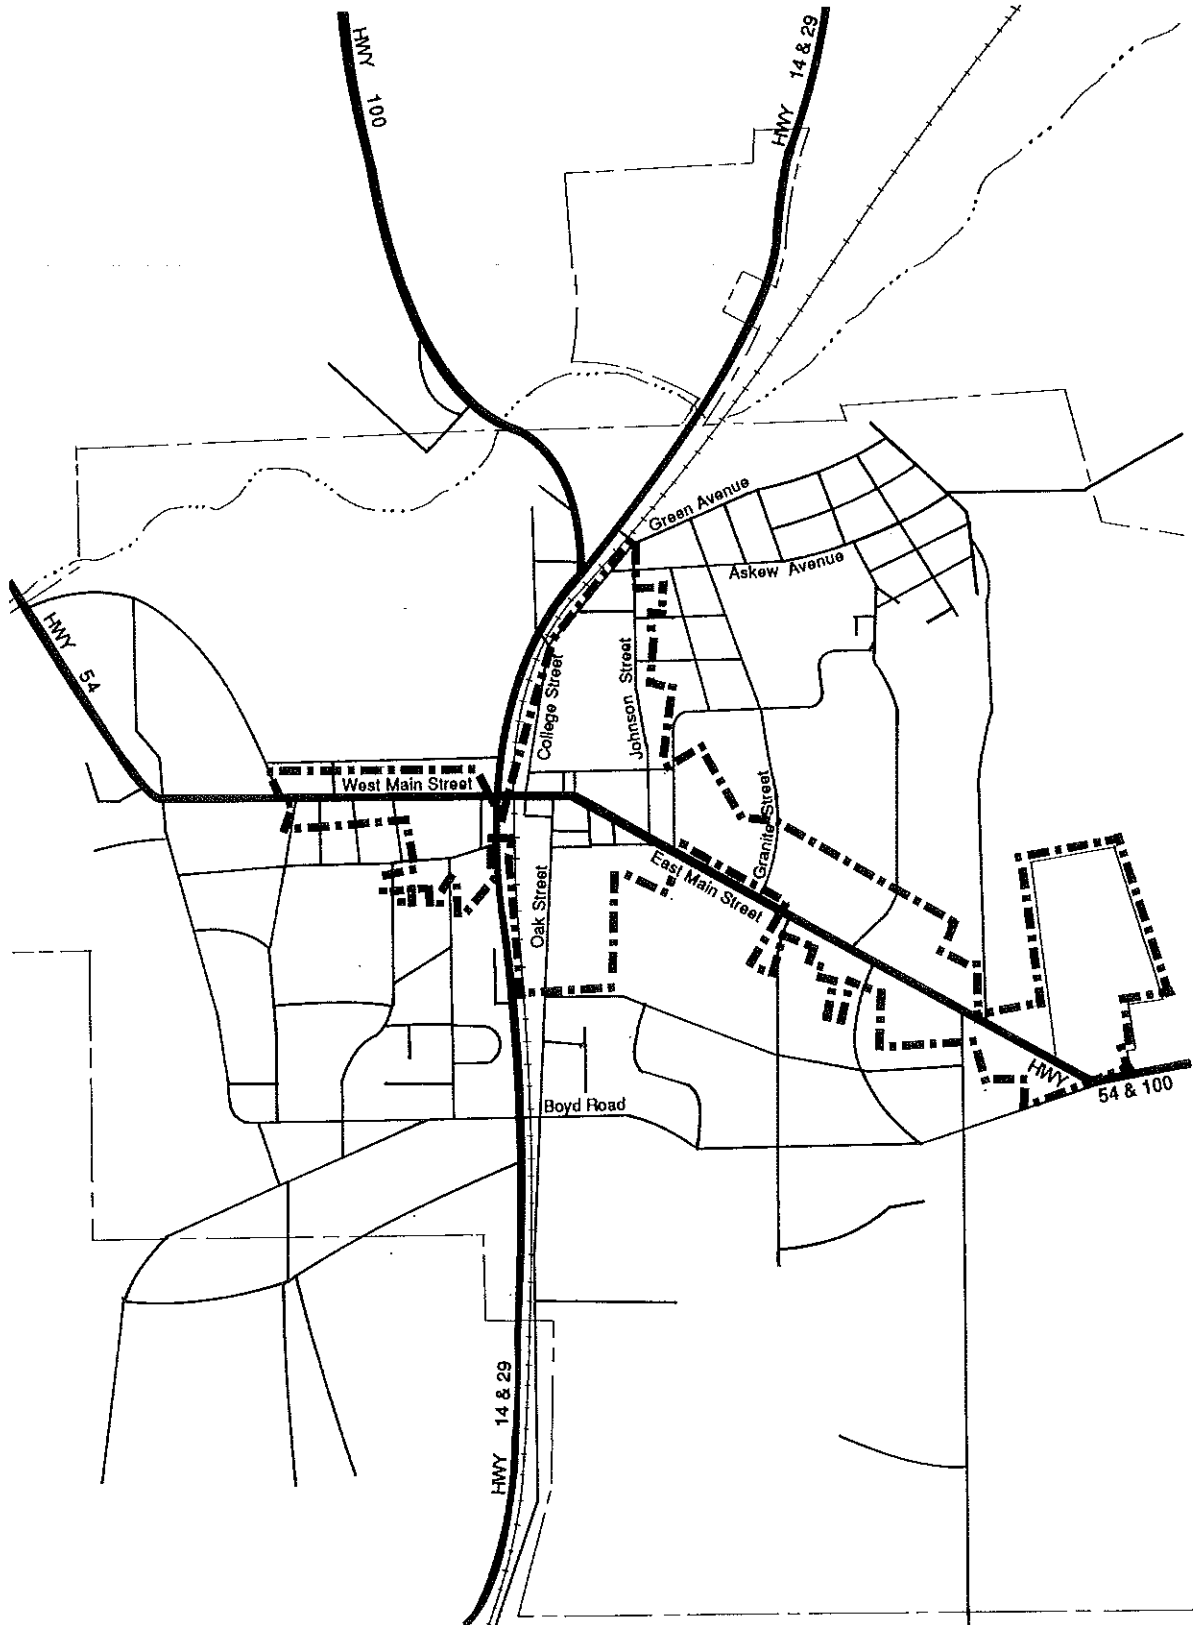 HWY 100
HWY 14 & 29
Green Avenue
Askew Avenue
HWY 54
College Street
Johnson Street
West Main Street
Granite Street
East Main Street
Oak Street
HWY
54 & 100
Boyd Road
HWY 14 & 29